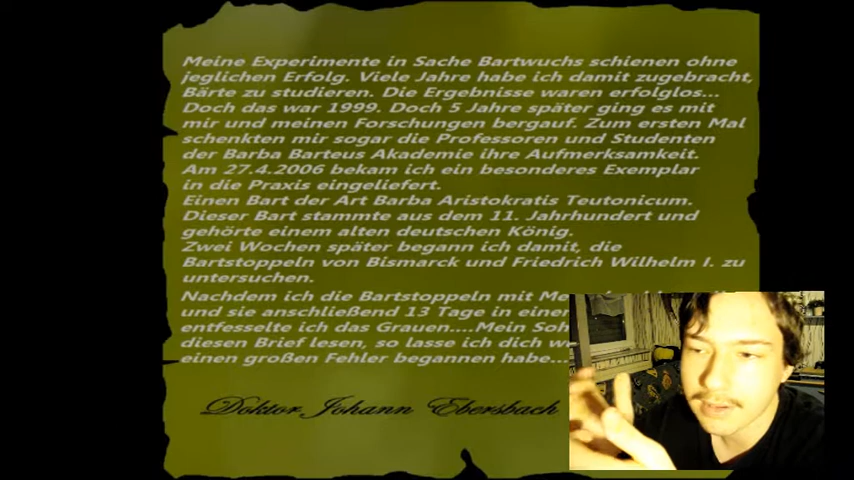 Meine Experimente in Sache Bartwuchs schienen ohne
jeglichen Erfolg. Viele Jahre habe ich damit zugebracht,
Bärte zu studieren. Die Ergebnisse waren erfolglos...
Doch das war 1999. Doch 5 Jahre später ging es mit
mir und meinen Forschungen bergauf. Zum ersten Mal
schenkten mir sogar die Professoren und Studenten
der Barba Barteus Akademie ihre Aufmerksamkeit.
Am 27.4.2006 bekam ich ein besonderes Exemplar
in die Praxis eingeliefert.
Einen Bart der Art Barba Aristokratis Teutonicum.
Dieser Bart stammte aus dem 11. Jahrhundert und
gehörte einem alten deutschen König.
Zwei Wochen später begann ich damit, die
Bartstoppeln von Bismarck und Friedrich Wilhelm I. zu
untersuchen.
Nachdem ich die Bartstoppeln mit
und sie anschließend 13 Tage in
entfesselte ich das Grauen....Mein
diesen Brief lesen, so lasse ich dich
einen großen Fehler begannen habe...
Doktor Johann Ebersbach